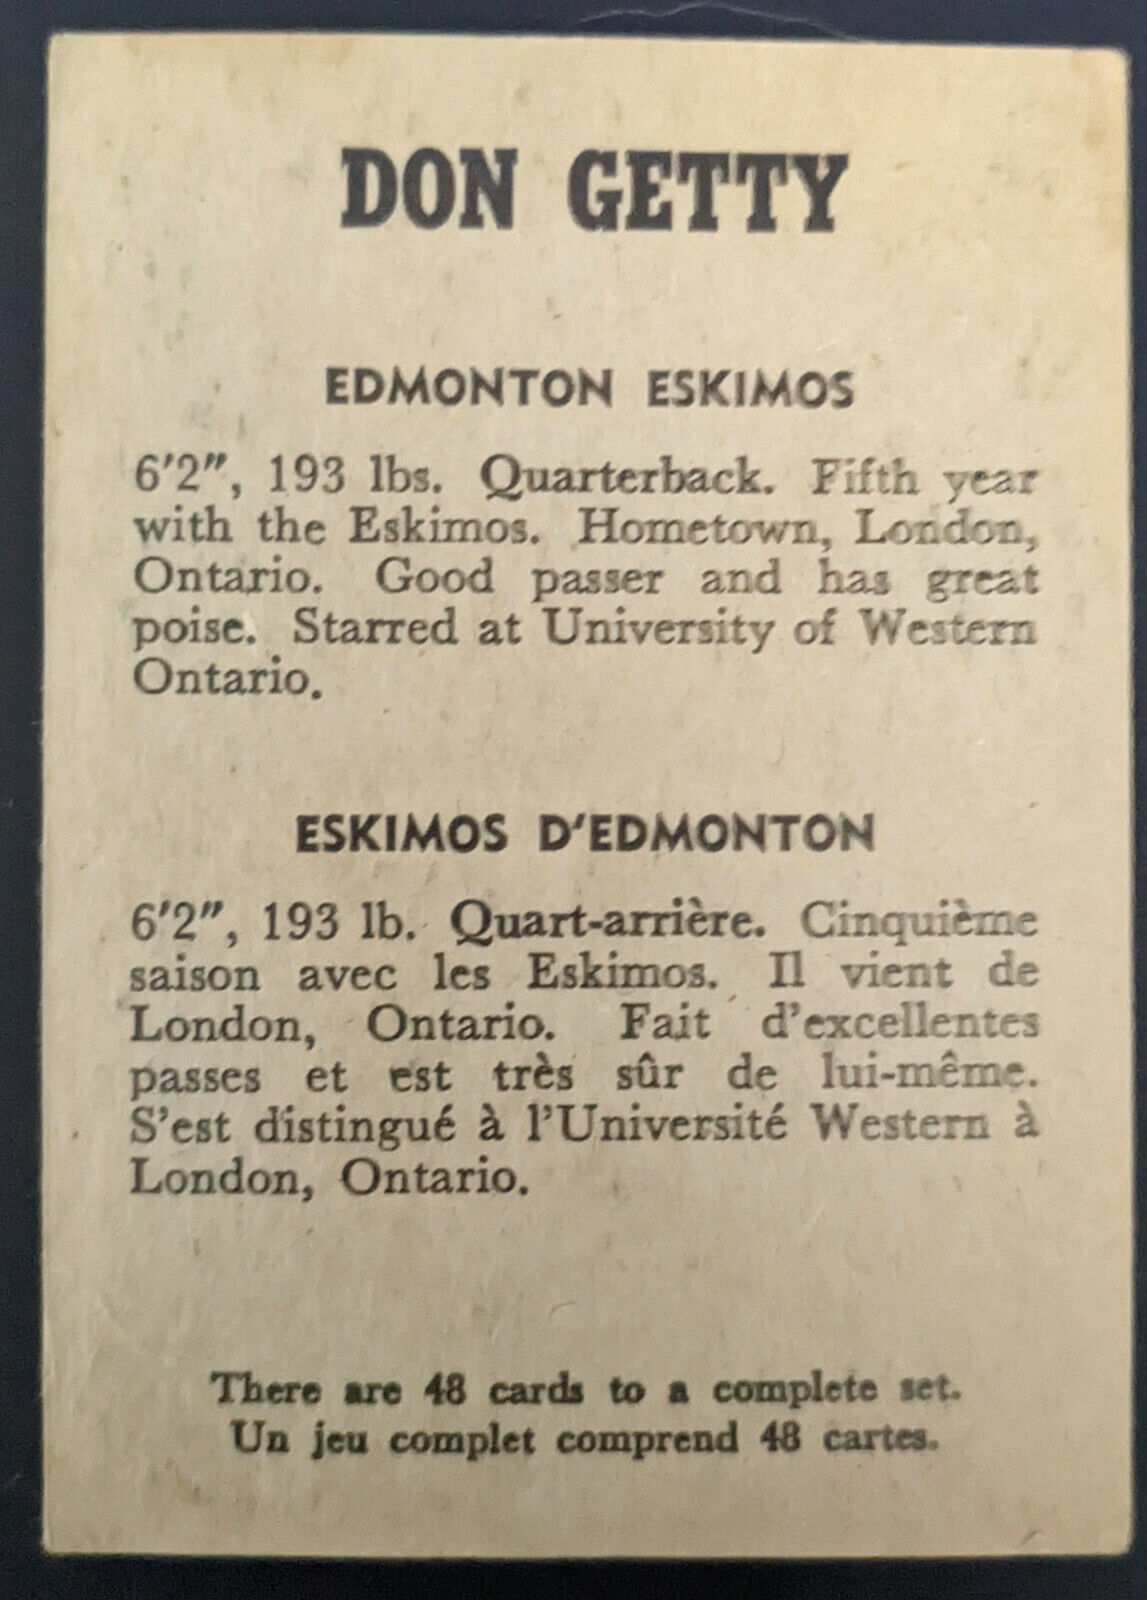 DON GETTY
EDMONTON ESKIMOS
6'2", 193 lbs. Quarterback. Fifth year
with the Eskimos. Hometown, London,
Ontario. Good passer and has great
poise. Starred at University of Western
Ontario.
ESKIMOS D'EDMONTON
6'2", 193 lb. Quart-arrière. Cinquième
saison avec les Eskimos. Il vient de
London, Ontario. Fait d'excellentes
passes et est très sûr de lui-même.
S'est distingué à l'Université Western à
London, Ontario.
There are 48 cards to a complete set.
Un jeu complet comprend 48 cartes.